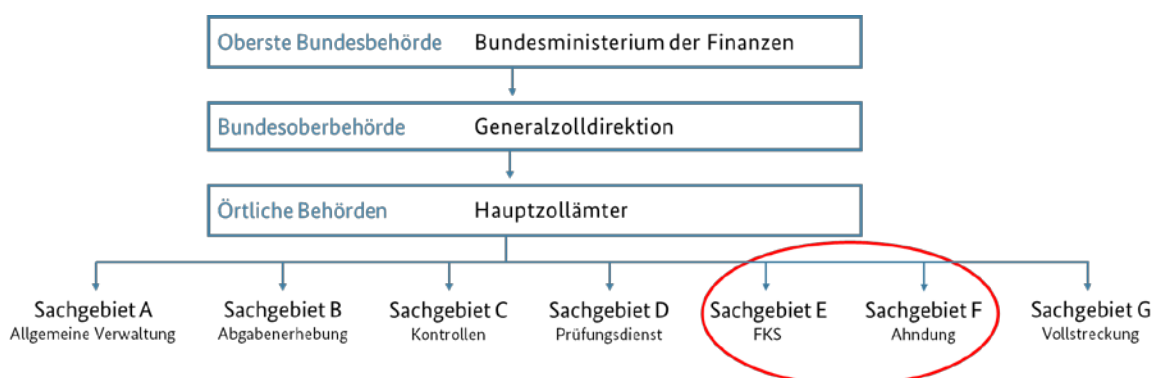 Oberste Bundesbehörde Bundesministerium der Finanzen
Bundesoberbehörde Generalzolldirektion
Örtliche Behörden Hauptzollämter
Sachgebiet A Sachgebiet B Sachgebiet C Sachgebiet D Sachgebiet E Sachgebiet F Sachgebiet G
Allgemeine Verwaltung Abgabenerhebung Kontrollen Prüfungsdienst FKS Ahndung Vollstreckung